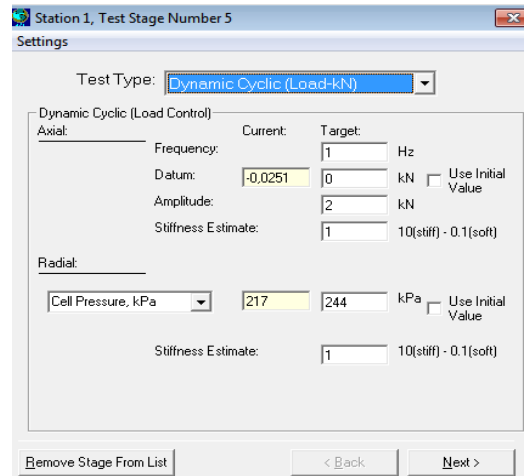 Station 1, Test Stage Number 5
Settings
Test Type: Dynamic Cyclic (Load-kN)
Dynamic Cyclic (Load Control)
Axial: Current: Target:
Frequency: 1 Hz
Datum: -0,0251 0 kN Use Initial Value
Amplitude: 2 kN
Stiffness Estimate: 1 10(stiff) - 0.1(soft)
Radial:
Cell Pressure, kPa 217 244 kPa Use Initial Value
Stiffness Estimate: 1 10(stiff) - 0.1(soft)
Remove Stage From List < Back Next >